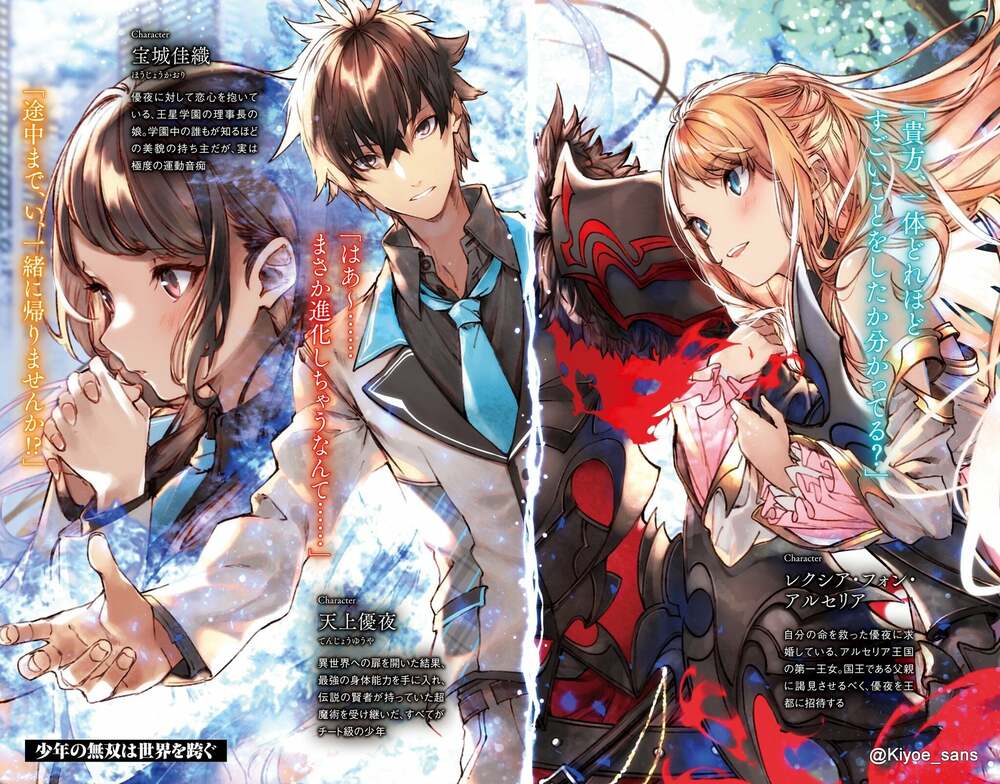 Character
宝城佳織
ほうじょうかおり
優夜に対して恋心を抱いて
いる、王星学園の理事長の
娘。学園中の誰もが知るほど
の美貌の持ち主だが、実は
極度の運動音痴
「途中まで、い、一緒に帰りませんか!?」
「はあ～……
まさか進化しちゃうなんて……」
Character
天上優夜
てんじょうゆうや
異世界への扉を開いた結果、
最強の身体能力を手に入れ、
伝説の賢者が持っていた超
魔術を受け継いだ、すべてが
チート級の少年
「貴方、一体どれほど
すごいことをしたか分かってる?」
Character
レクシア・フォン・
アルセリア
自分の命を救った優夜に求
婚している、アルセリア王国
の第一王女。国王である父親
に謁見させるべく、優夜を王
都に招待する
少年の無双は世界を跨ぐ
@Kiyoe_sans